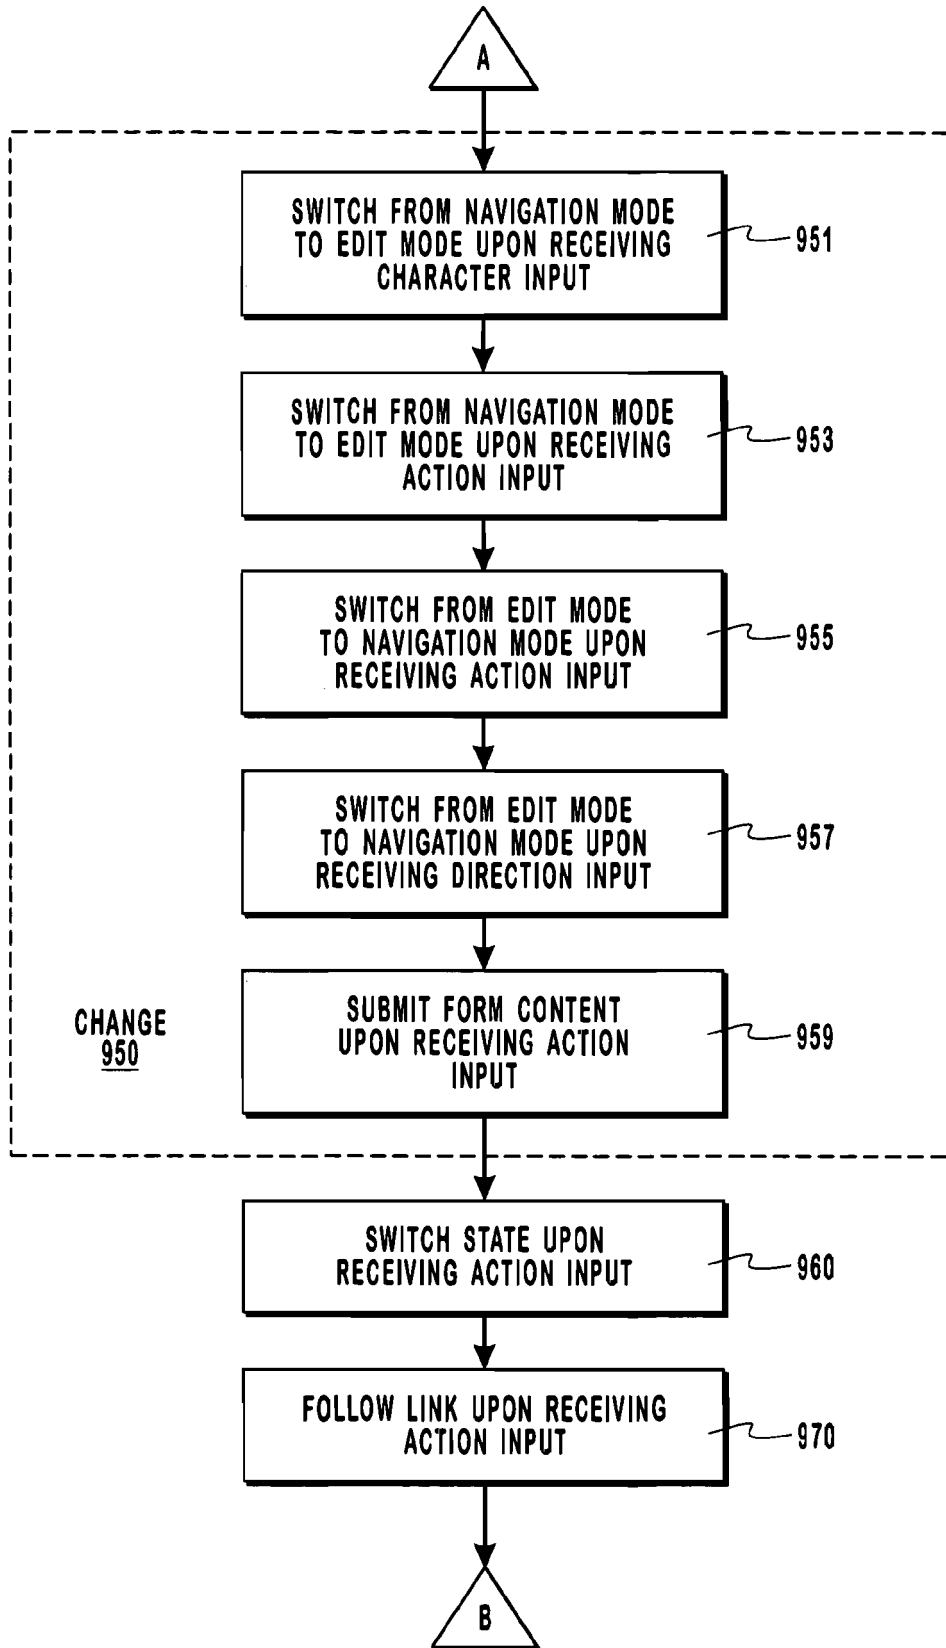 A
SWITCH FROM NAVIGATION MODE
TO EDIT MODE UPON RECEIVING
CHARACTER INPUT
951
SWITCH FROM NAVIGATION MODE
TO EDIT MODE UPON RECEIVING
ACTION INPUT
953
SWITCH FROM EDIT MODE
TO NAVIGATION MODE UPON
RECEIVING ACTION INPUT
955
SWITCH FROM EDIT MODE
TO NAVIGATION MODE UPON
RECEIVING DIRECTION INPUT
957
SUBMIT FORM CONTENT
UPON RECEIVING ACTION
INPUT
959
CHANGE
950
SWITCH STATE UPON
RECEIVING ACTION INPUT
960
FOLLOW LINK UPON RECEIVING
ACTION INPUT
970
B